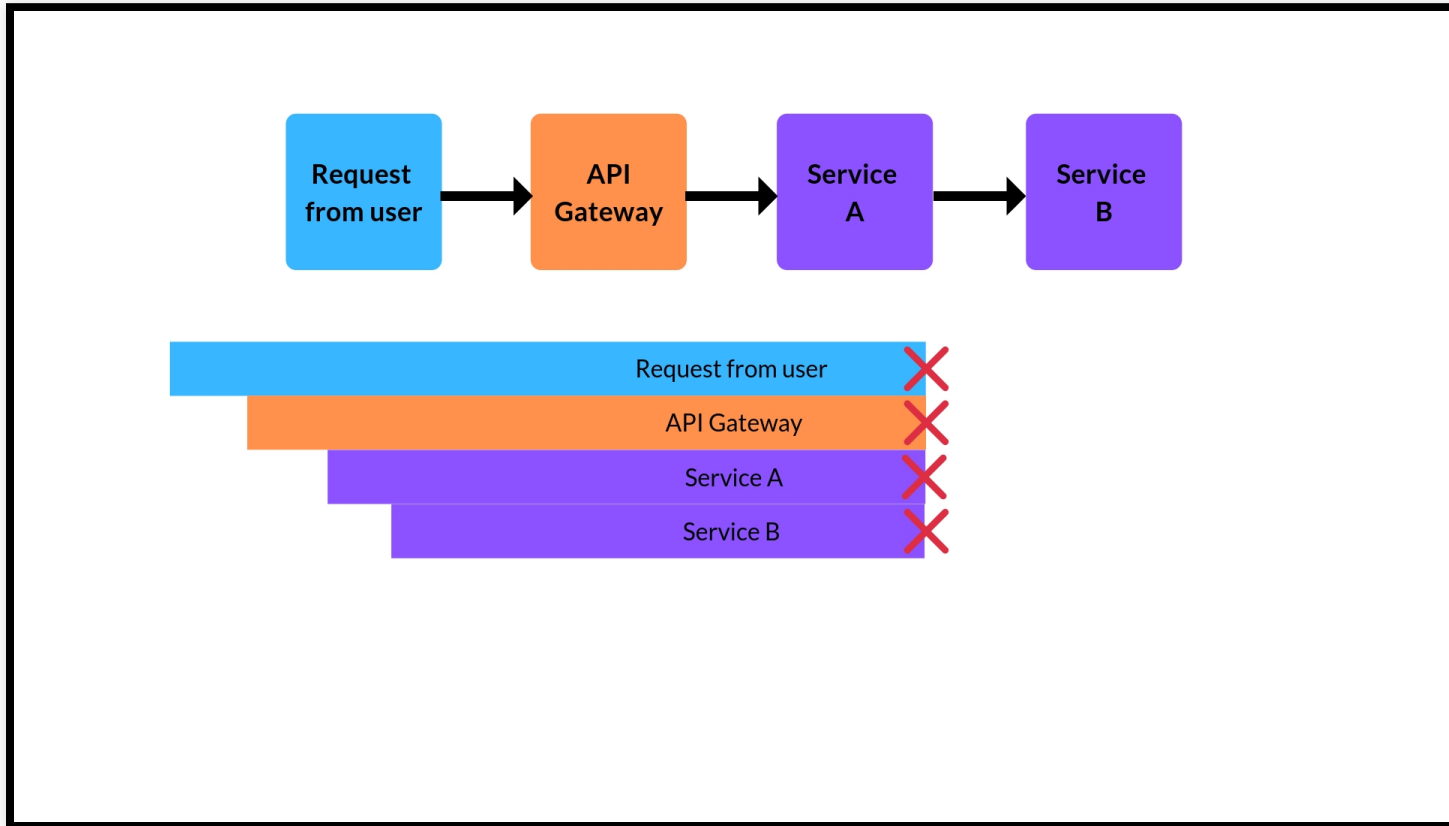 Request
from user
API
Gateway
Service
A
Service
B
Request from user
API Gateway
Service A
Service B